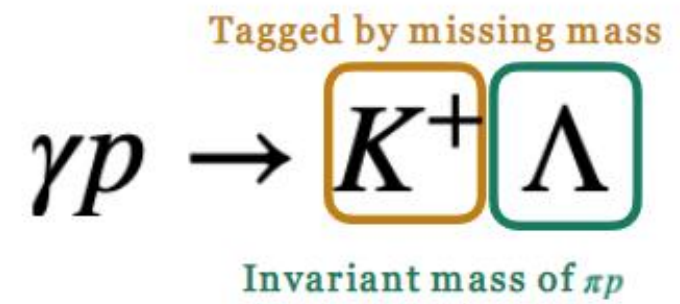 Tagged by missing mass
γp → K⁺ Λ
Invariant mass of πp